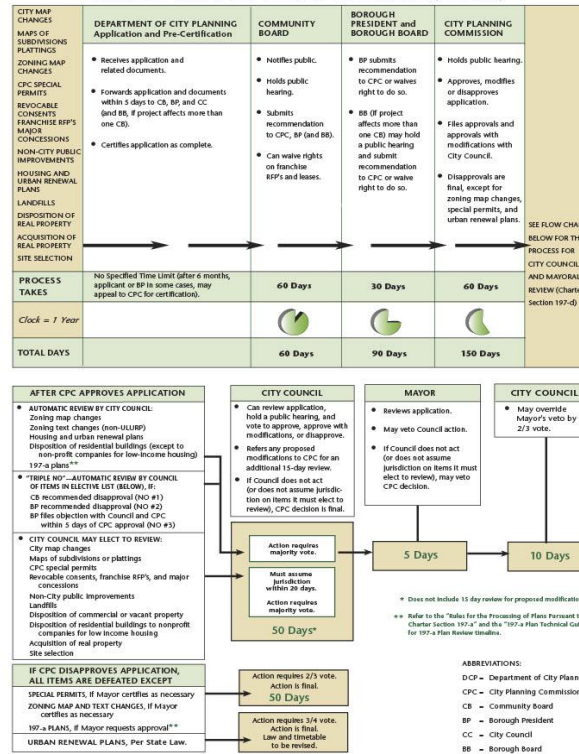 CITY MAP
CHANGES
MAPS OF
SUBDIVISIONS
PLATTINGS
ZONING MAP
CHANGES
CPC SPECIAL
PERMITS
REVOCABLE
CONSENTS
FRANCHISE RFP'S
MAJOR
CONCESSIONS
NON-CITY PUBLIC
IMPROVEMENTS
HOUSING AND
URBAN RENEWAL
PLANS
LANDFILLS
DISPOSITION OF
REAL PROPERTY
ACQUISITION OF
REAL PROPERTY
SITE SELECTION
DEPARTMENT OF CITY PLANNING
Application and Pre-Certification
• Receives application and
related documents.
• Forwards application and documents
within 5 days to CB, BP, and CC
(and BB, if project affects more than
one CB).
• Certifies application as complete.
COMMUNITY
BOARD
• Notifies public.
• Holds public
hearing.
• Submits
recommendation
to CPC, BP (and BB).
• Can waive rights
on franchise
RFP's and leases.
BOROUGH
PRESIDENT and
BOROUGH BOARD
• BP submits
recommendation
to CPC or waives
right to do so.
• BB (if project
affects more than
one CB) may hold
a public hearing
and submit
recommendation
to CPC or waive
right to do so.
CITY PLANNING
COMMISSION
• Holds public hearing.
• Approves, modifies
or disapproves
application.
• Files approvals and
approvals with
modifications with
City Council.
• Disapprovals are
final, except for
zoning map changes,
special permits, and
urban renewal plans.
SEE FLOW
BELOW FOR
PROCESS FOR
CITY COUNCIL
AND MAYORAL
REVIEW
Section 197-d)
PROCESS
TAKES
No Specified Time Limit (after 6 months,
applicant or BP in some cases, may
appeal to CPC for certification).
60 Days
30 Days
60 Days
Clock = 1 Year
TOTAL DAYS
60 Days
90 Days
150 Days
AFTER CPC APPROVES APPLICATION
• AUTOMATIC REVIEW BY CITY COUNCIL:
Zoning map changes
Zoning text changes (non-ULURP)
Housing and urban renewal plans
Disposition of residential buildings (except to
non-profit companies for low-income housing)
197-a plans**
• "TRIPLE NO"—AUTOMATIC REVIEW BY COUNCIL
OF ITEMS IN ELECTIVE LIST (BELOW), IF:
CB recommended disapproval (NO #1)
BP recommended disapproval (NO #2)
BP files objection with Council and CPC
within 5 days of CPC approval (NO #3)
• CITY COUNCIL MAY ELECT TO REVIEW:
City map changes
Maps of subdivisions or plattings
CPC special permits
Revocable consents, franchise RFP's, and major
concessions
Non-City public improvements
Landfills
Disposition of commercial or vacant property
Disposition of residential buildings to nonprofit
companies for low income housing
Acquisition of real property
Site selection
CITY COUNCIL
• Can review application,
hold a public hearing, and
vote to approve, approve with
modifications, or disapprove.
• Refers any proposed
modifications to CPC for an
additional 15-day review.
• If Council does not act
(or does not assume jurisdic-
tion on items it must elect to
review), CPC decision is final.
Action requires
majority vote.
Must assume
jurisdiction
within 20 days.
Action requires
majority vote.
50 Days*
MAYOR
• Reviews application.
• May veto Council action.
• If Council does not act
(or does not assume
jurisdiction on items it must
elect to review), may veto
CPC decision.
5 Days
CITY COUNCIL
• May override
Mayor's veto by
2/3 vote.
10 Days
* Does not include 15 day review for proposed
** Refer to the "Rules for the Processing of Plans Pursuant
Charter Section 197-a" and the "197-a Plan Technical
for 197-a Plan Review timeline.
IF CPC DISAPPROVES APPLICATION,
ALL ITEMS ARE DEFEATED EXCEPT
SPECIAL PERMITS, If Mayor certifies as necessary
ZONING MAP AND TEXT CHANGES, If Mayor
certifies as necessary
197-a PLANS, If Mayor requests approval**
URBAN RENEWAL PLANS, Per State Law.
Action requires 2/3 vote.
Action is final.
50 Days
Action requires 3/4 vote.
Action is final.
Law and timetable
to be revised.
ABBREVIATIONS:
DCP – Department of City
CPC – City Planning
CB – Community Board
BP – Borough President
CC – City Council
BB – Borough Board